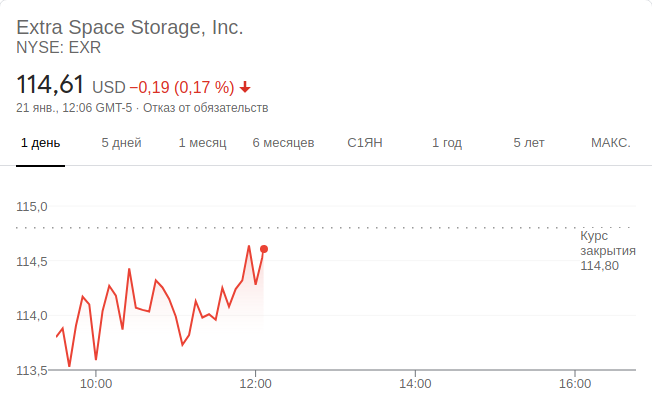 Extra Space Storage, Inc.
NYSE: EXR
114,61 USD −0,19 (0,17 %)
21 янв., 12:06 GMT-5 · Отказ от обязательств
1 день 5 дней 1 месяц 6 месяцев С1ЯН 1 год 5 лет МАКС.
115,0
Курс
закрытия
114,80
114,5
114,0
113,5
10:00 12:00 14:00 16:00